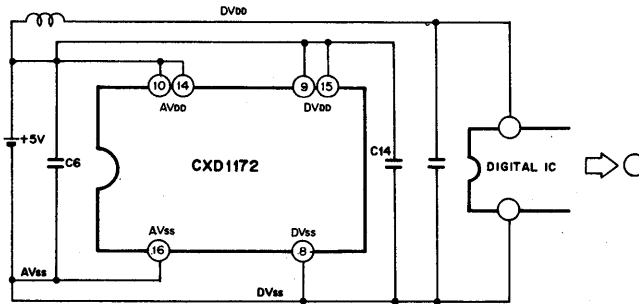 DVDD
10 14 9 15
AVDD DVDD
+5V
C6 CXD1172 C14 DIGITAL IC
AVss DVss
16 8
AVss
DVss